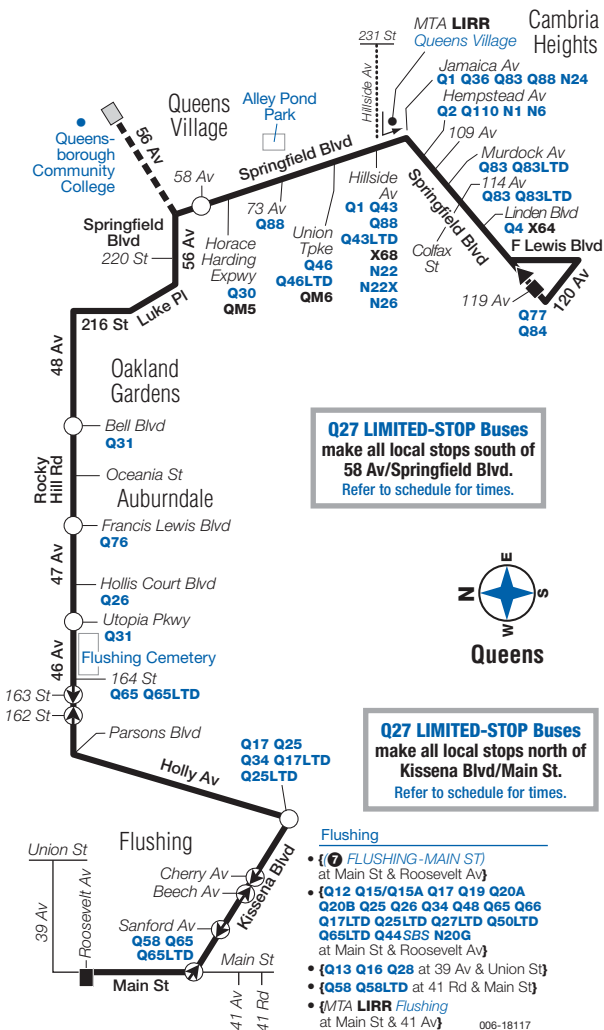 MTA LIRR
Queens Village
Cambria
Heights
231 St
Hillside Av
Jamaica Av
Q1 Q36 Q83 Q88 N24
Hempstead Av
Q2 Q110 N1 N6
109 Av
Murdock Av
Q83 Q83LTD
114 Av
Q83 Q83LTD
Linden Blvd
Q4 X64
F Lewis Blvd
Springfield Blvd
Colfax
St
119 Av
120 Av
Q77
Q84
Queens
Village
Alley Pond
Park
Queens-
borough
Community
College
56 Av
58 Av
Springfield Blvd
Springfield
Blvd
220 St
56 Av
Horace
Harding
Expwy
Q30
QM5
73 Av
Q88
Union
Tpke
Q46
Q46LTD
QM6
Hillside
Av
Q1 Q43
Q88
Q43LTD
X68
N22
N22X
N26
Luke Pl
216 St
48 Av
Oakland
Gardens
Bell Blvd
Q31
Rocky
Hill Rd
Oceania St
Auburndale
Francis Lewis Blvd
Q76
47 Av
Hollis Court Blvd
Q26
Utopia Pkwy
Q31
46 Av
Flushing Cemetery
164 St
Q65 Q65LTD
163 St
162 St
Parsons Blvd
Holly Av
Q17 Q25
Q34 Q17LTD
Q25LTD
Q27 LIMITED-STOP Buses
make all local stops south of
58 Av/Springfield Blvd.
Refer to schedule for times.
E
N
S
W
Queens
Q27 LIMITED-STOP Buses
make all local stops north of
Kissena Blvd/Main St.
Refer to schedule for times.
Flushing
Union St
39 Av
Roosevelt Av
Cherry Av
Beech Av
Kissena Blvd
Sanford Av
Q58 Q65
Q65LTD
Main St
Main St
41 Av
41 Rd
Flushing
• {(7 FLUSHING-MAIN ST)
at Main St & Roosevelt Av}
• {Q12 Q15/Q15A Q17 Q19 Q20A
Q20B Q25 Q26 Q34 Q48 Q65 Q66
Q17LTD Q25LTD Q27LTD Q50LTD
Q65LTD Q44SBS N20G
at Main St & Roosevelt Av}
• {Q13 Q16 Q28 at 39 Av & Union St}
• {Q58 Q58LTD at 41 Rd & Main St}
• {MTA LIRR Flushing
at Main St & 41 Av}
006-18117